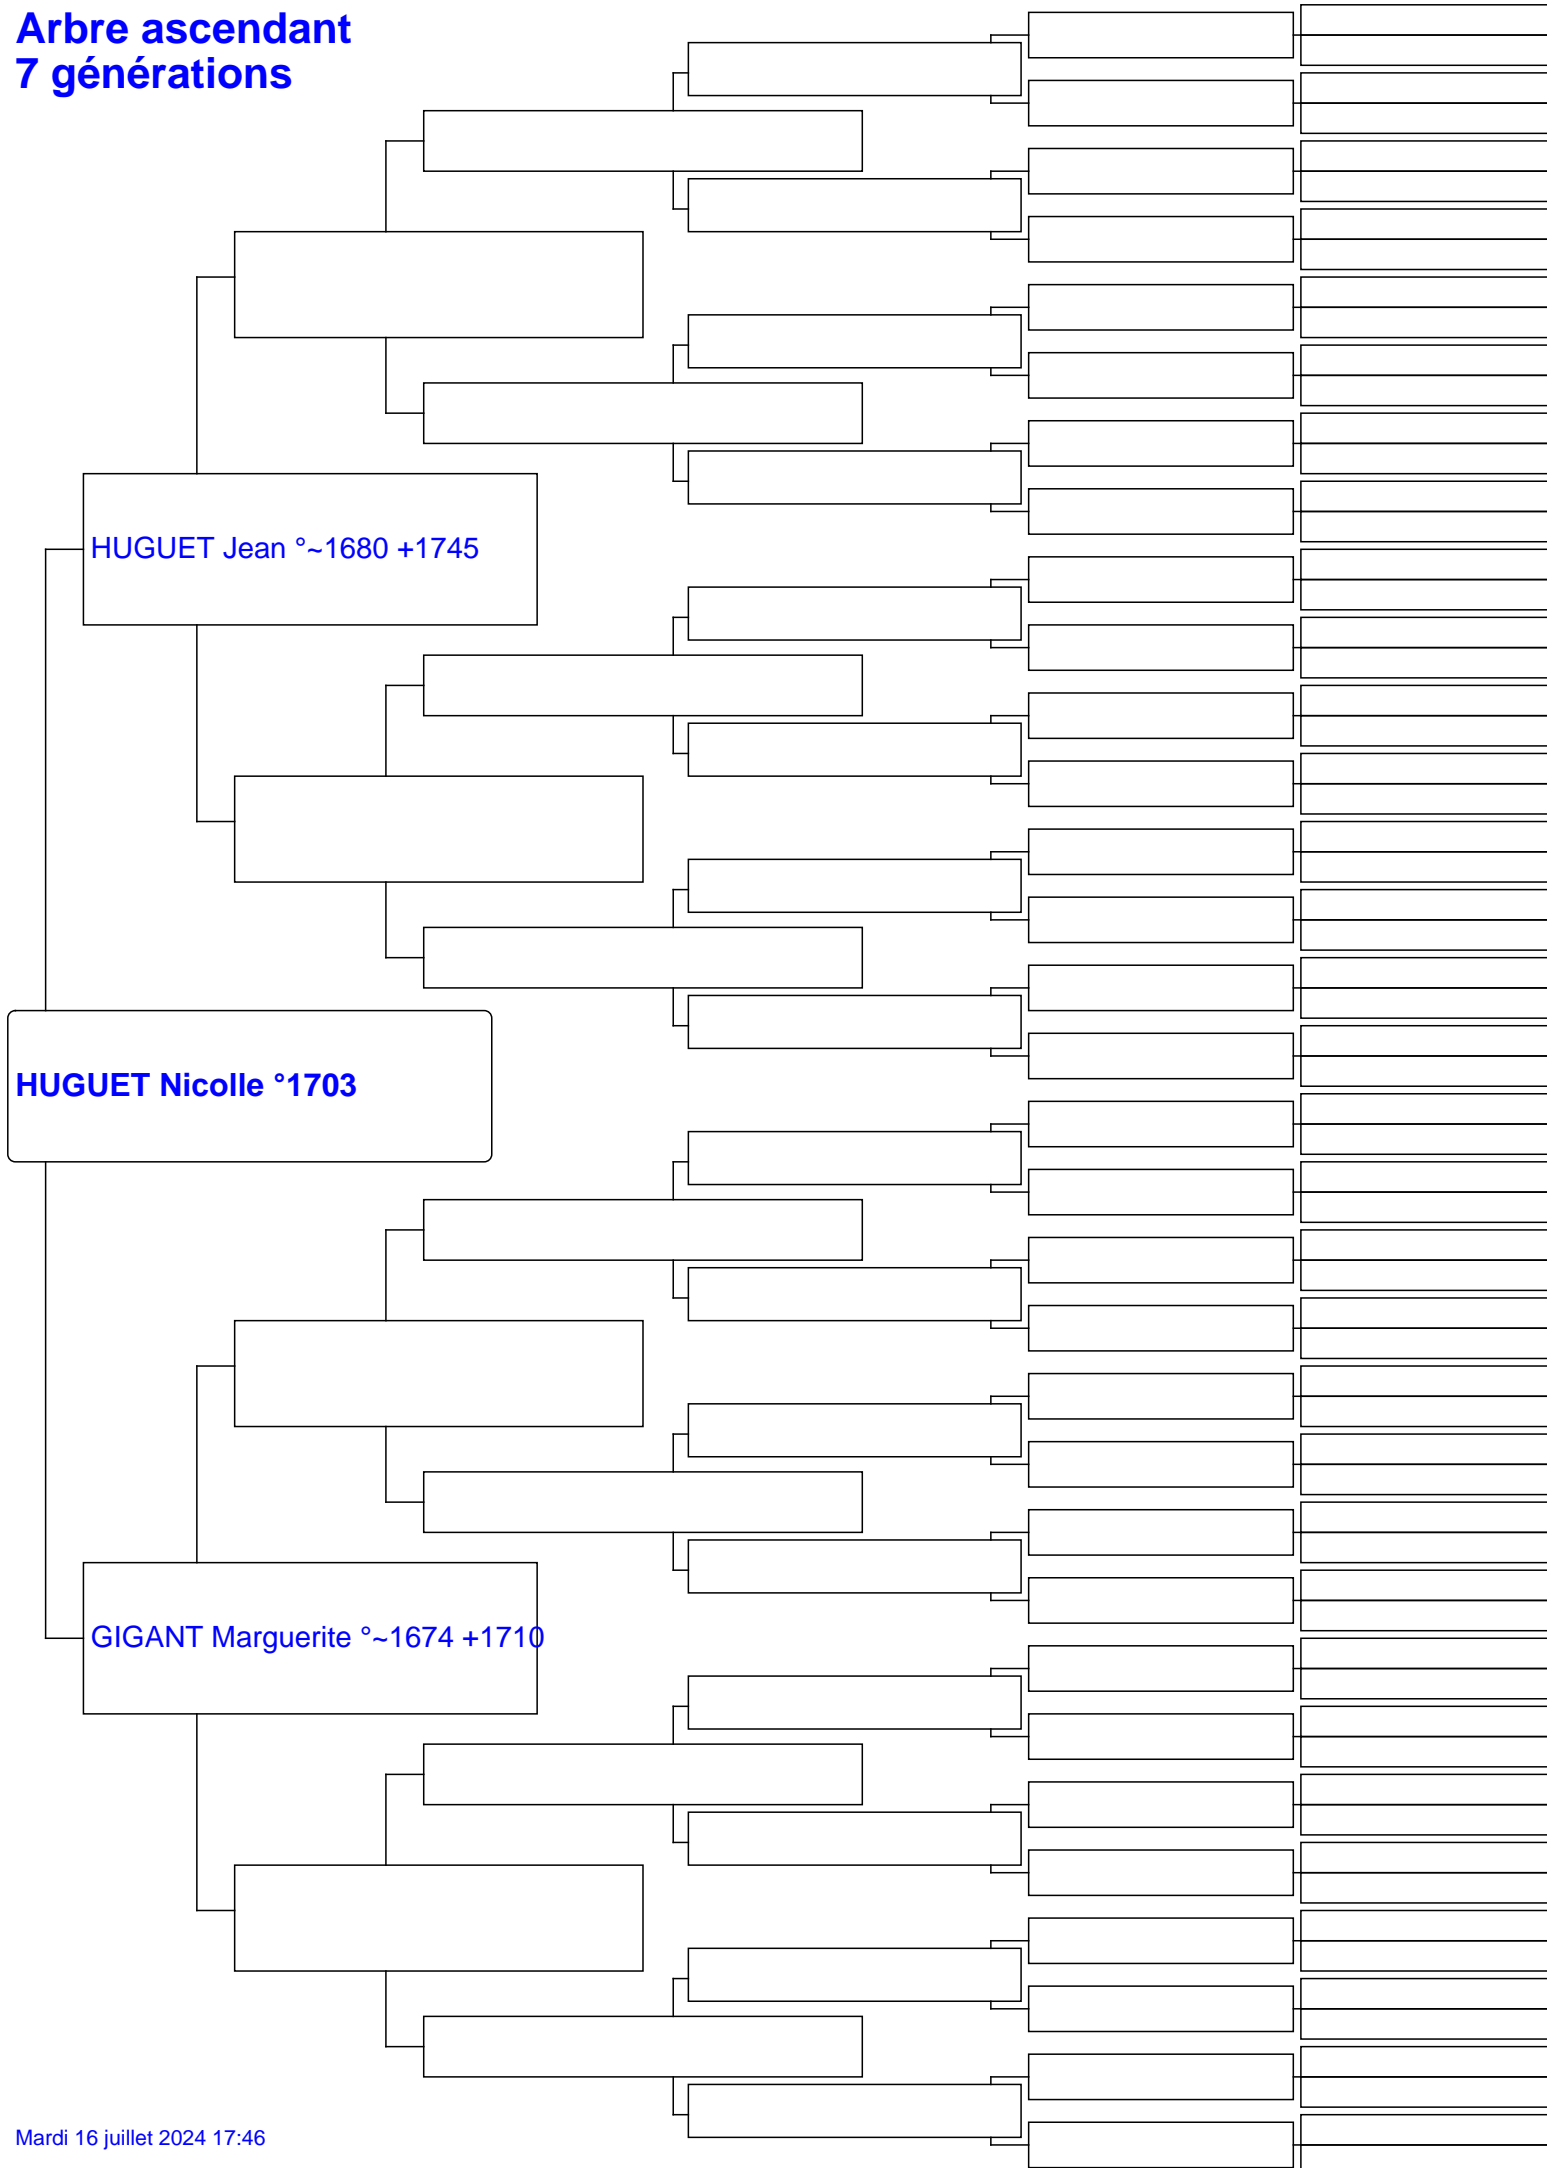 Arbre ascendant
7 générations
HUGUET Jean °~1680 +1745
HUGUET Nicolle °1703
GIGANT Marguerite °~1674 +1710
Mardi 16 juillet 2024 17:46